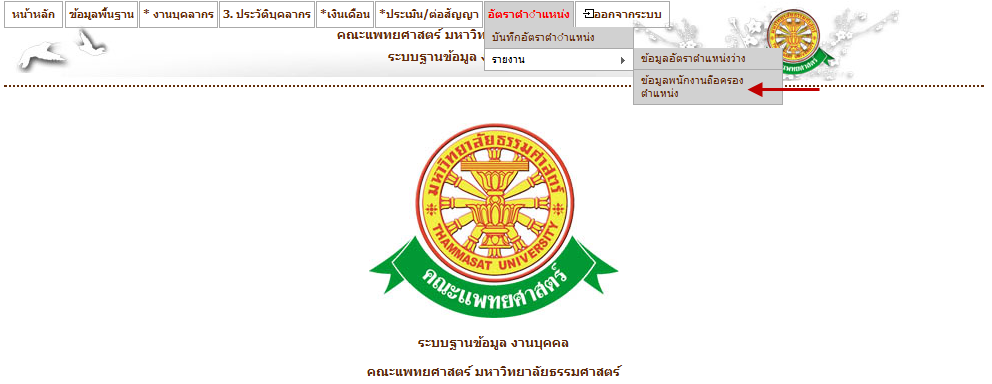 หน้าหลัก ข้อมูลพื้นฐาน * งานบุคลากร 3. ประวัติบุคลากร *เงินเดือน *ประเมิน/ต่อสัญญา อัตราตำแหน่ง ออกจากระบบ
คณะแพทยศาสตร์ มหาวิท
บันทึกอัตราตำแหน่ง
ระบบฐานข้อมูล
รายงาน
ข้อมูลอัตราตำแหน่งว่าง
ข้อมูลพนักงานถือครอง
ตำแหน่ง
มหาวิทยาลัยธรรมศาสตร์
THAMMASAT UNIVERSITY
คณะแพทยศาสตร์
ระบบฐานข้อมูล งานบุคคล
คณะแพทยศาสตร์ มหาวิทยาลัยธรรมศาสตร์